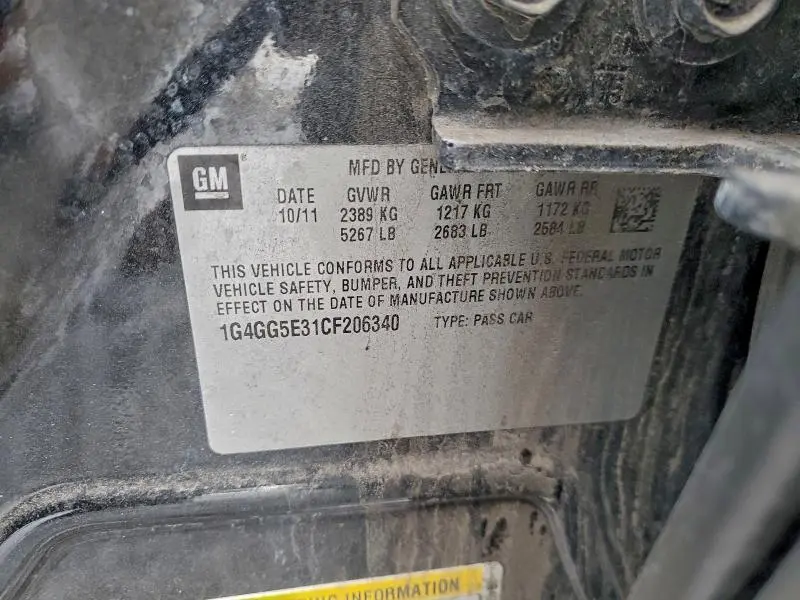 GM
MFD BY GENE
DATE GVWR GAWR FRT GAWR RR
10/11 2389 KG 1217 KG 1172 KG
5267 LB 2683 LB 2584 LB
THIS VEHICLE CONFORMS TO ALL APPLICABLE U.S. FEDERAL MOTOR
VEHICLE SAFETY, BUMPER, AND THEFT PREVENTION STANDARDS IN
EFFECT ON THE DATE OF MANUFACTURE SHOWN ABOVE.
1G4GG5E31CF206340 TYPE: PASS CAR
INFORMATION